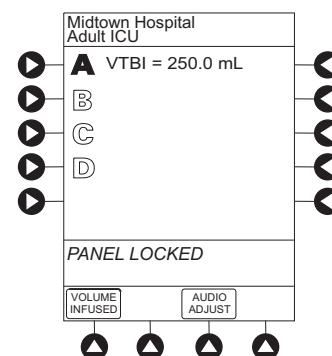 Midtown Hospital
Adult ICU
A VTBI = 250.0 mL
B
C
D
PANEL LOCKED
VOLUME
INFUSED
AUDIO
ADJUST